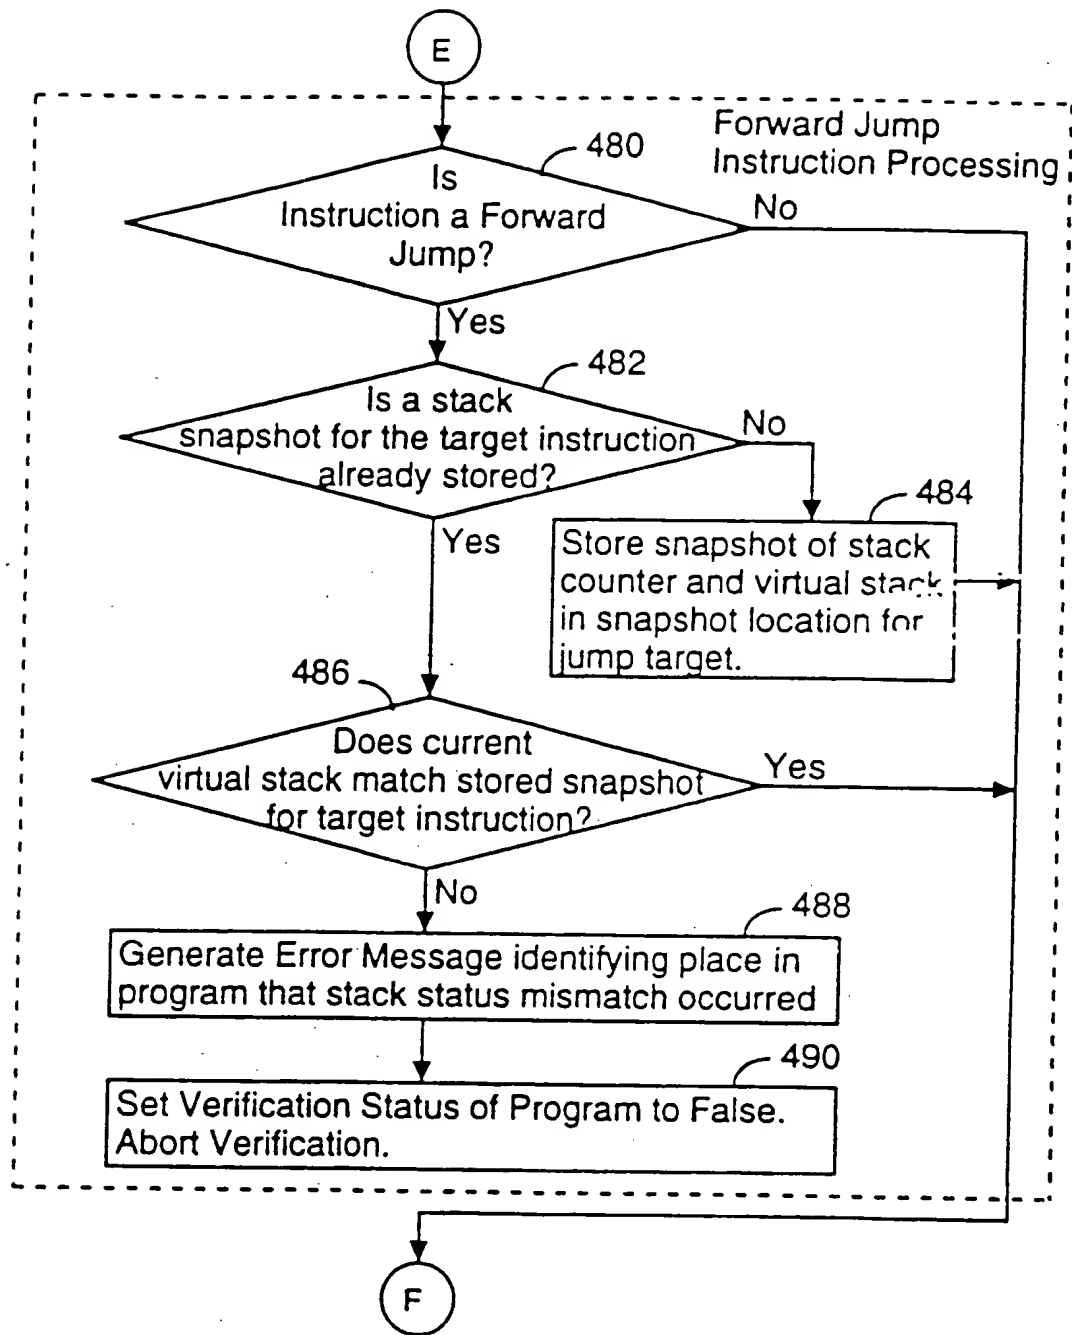 E
Forward Jump
Instruction Processing
480
Is
Instruction a Forward
Jump?
No
Yes
482
Is a stack
snapshot for the target instruction
already stored?
No
Yes
484
Store snapshot of stack
counter and virtual stack
in snapshot location for
jump target.
486
Does current
virtual stack match stored snapshot
for target instruction?
Yes
No
488
Generate Error Message identifying place in
program that stack status mismatch occurred
490
Set Verification Status of Program to False.
Abort Verification.
F